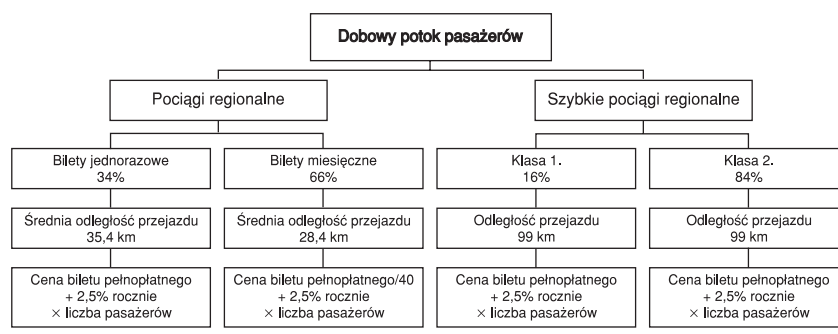 Dobowy potok pasażerów
Pociągi regionalne
Szybkie pociągi regionalne
Bilety jednorazowe
34%
Bilety miesięczne
66%
Klasa 1.
16%
Klasa 2.
84%
Średnia odległość przejazdu
35,4 km
Średnia odległość przejazdu
28,4 km
Odległość przejazdu
99 km
Odległość przejazdu
99 km
Cena biletu pełnopłatnego
+ 2,5% rocznie
× liczba pasażerów
Cena biletu pełnopłatnego/40
+ 2,5% rocznie
× liczba pasażerów
Cena biletu pełnopłatnego
+ 2,5% rocznie
× liczba pasażerów
Cena biletu pełnopłatnego
+ 2,5% rocznie
× liczba pasażerów